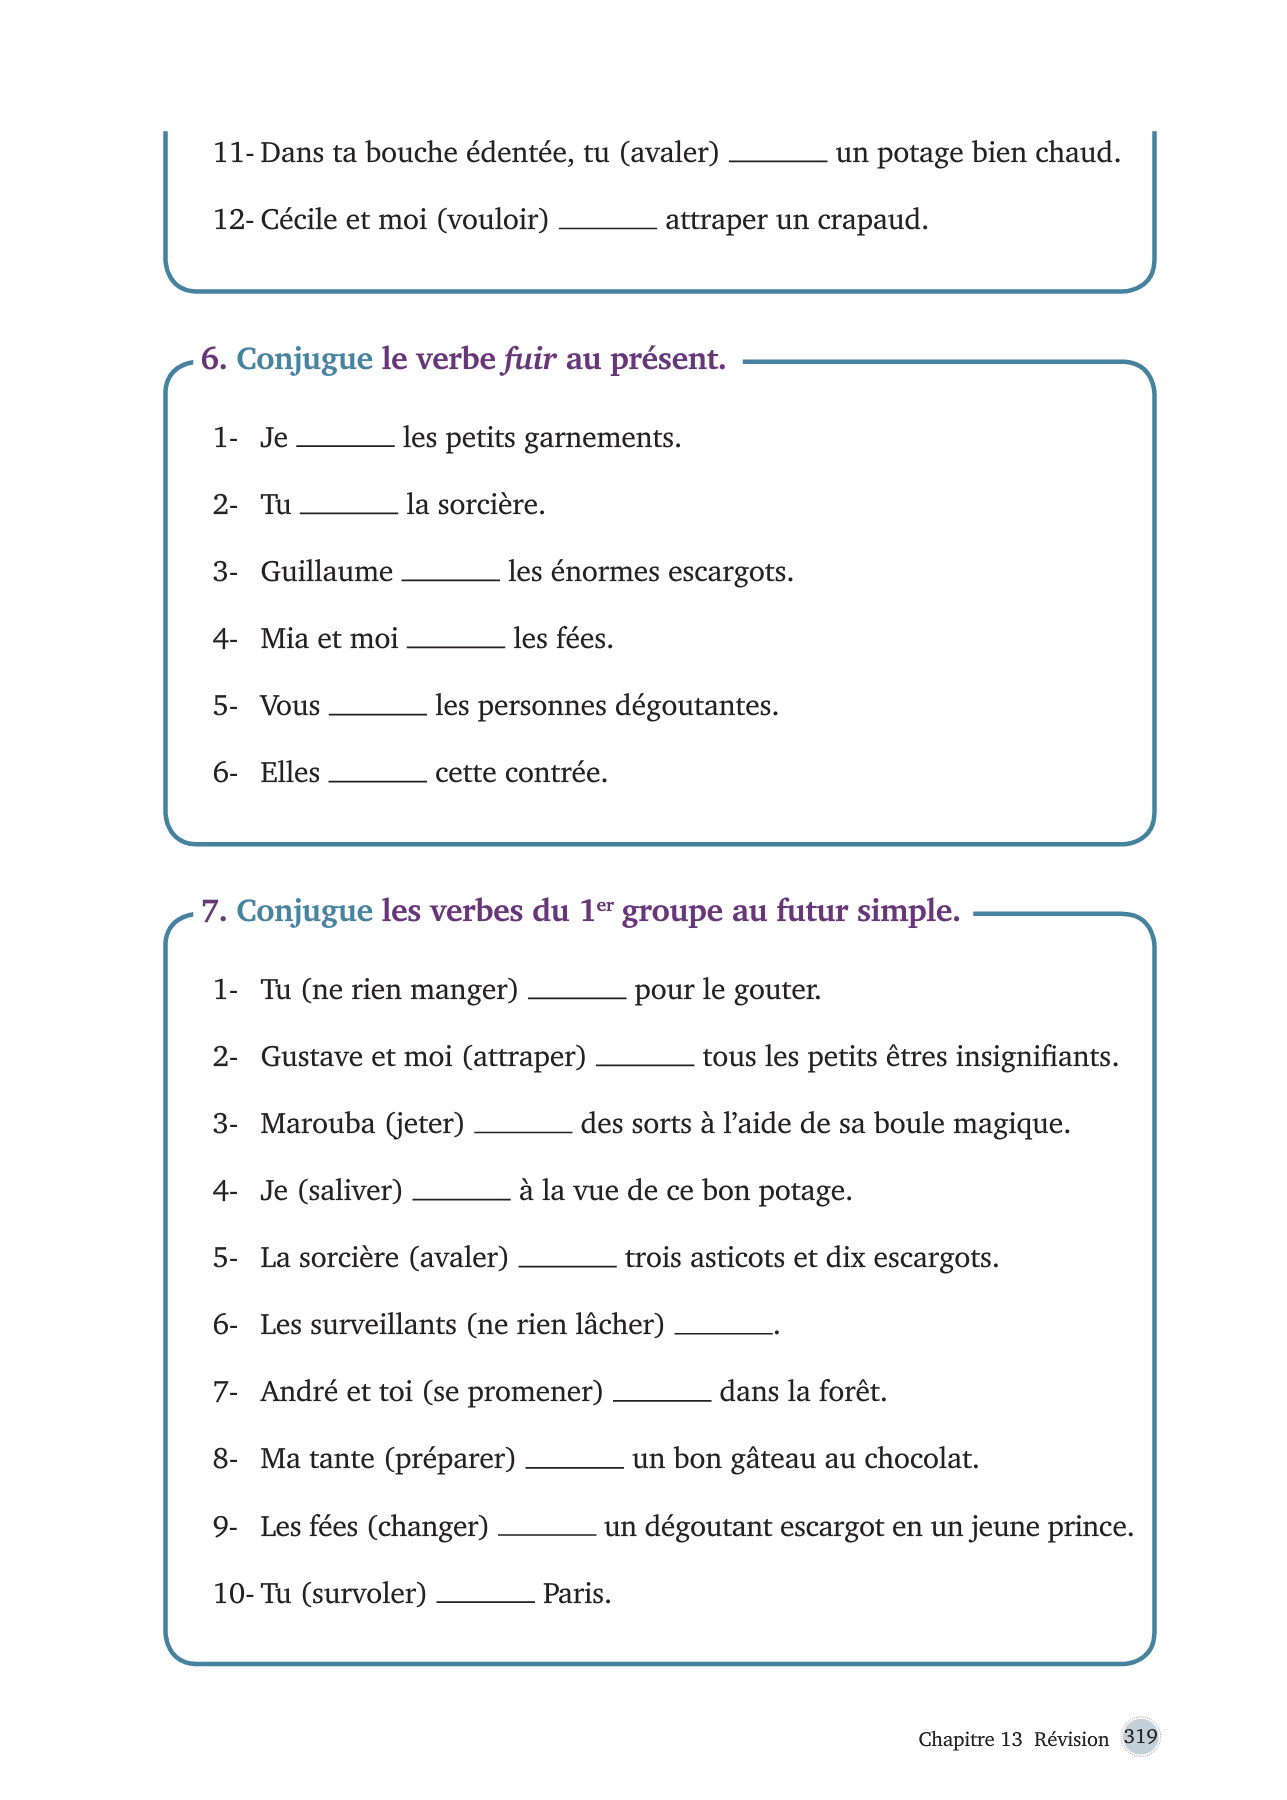 11- Dans ta bouche édentée, tu (avaler) _______ un potage bien chaud.
12- Cécile et moi (vouloir) _______ attraper un crapaud.
6. Conjugue le verbe fuir au présent.
1- Je _______ les petits garnements.
2- Tu _______ la sorcière.
3- Guillaume _______ les énormes escargots.
4- Mia et moi _______ les fées.
5- Vous _______ les personnes dégoutantes.
6- Elles _______ cette contrée.
7. Conjugue les verbes du 1er groupe au futur simple.
1- Tu (ne rien manger) _______ pour le gouter.
2- Gustave et moi (attraper) _______ tous les petits êtres insignifiants.
3- Marouba (jeter) _______ des sorts à l’aide de sa boule magique.
4- Je (saliver) _______ à la vue de ce bon potage.
5- La sorcière (avaler) _______ trois asticots et dix escargots.
6- Les surveillants (ne rien lâcher) _______.
7- André et toi (se promener) _______ dans la forêt.
8- Ma tante (préparer) _______ un bon gâteau au chocolat.
9- Les fées (changer) _______ un dégoutant escargot en un jeune prince.
10- Tu (survoler) _______ Paris.
Chapitre 13 Révision 319